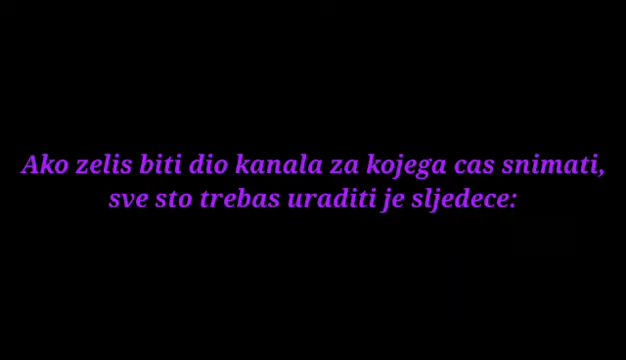 Ako zelis biti dio kanala za kojega cas snimati,
sve sto trebas uraditi je sljedece: